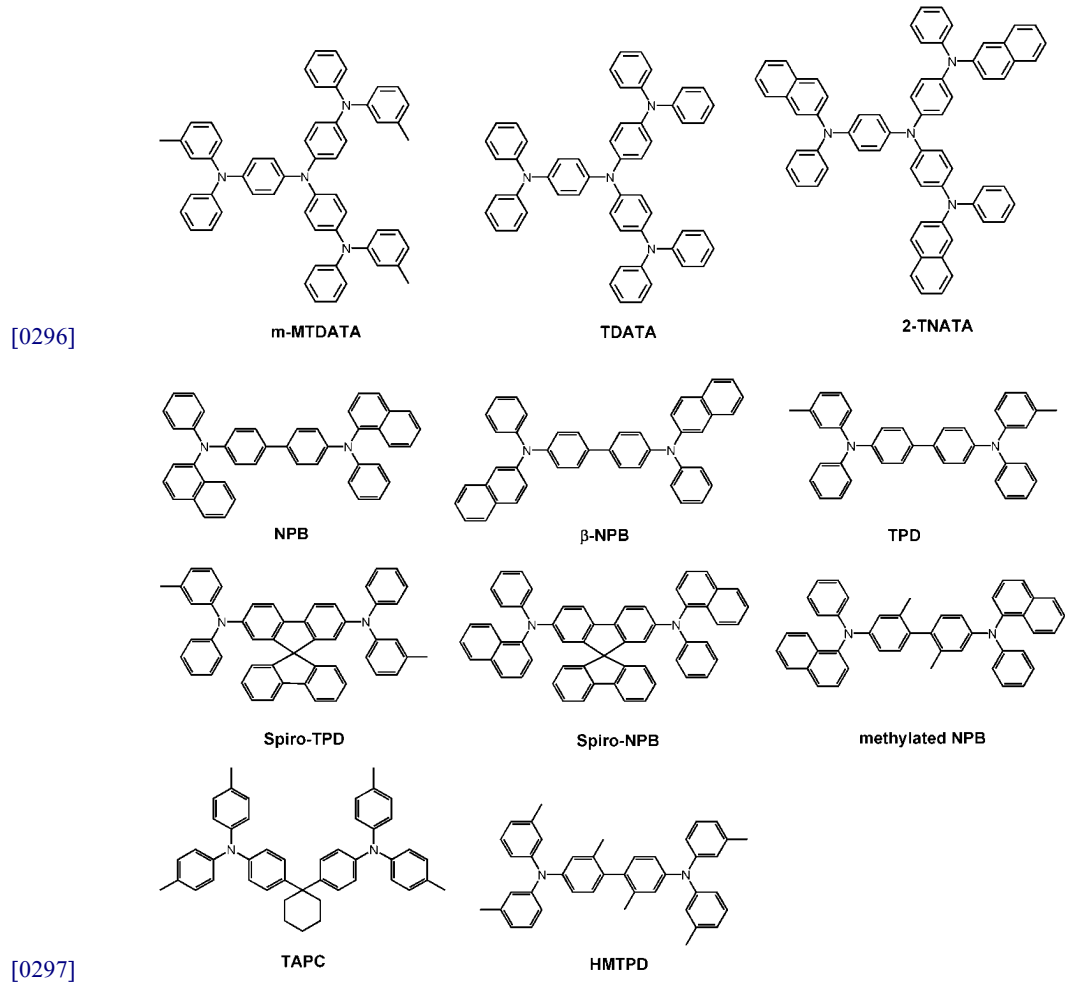 m-MTDATA TDATA 2-TNATA
[0296]
NPB β-NPB TPD
Spiro-TPD Spiro-NPB methylated NPB
TAPC HMTPD
[0297]